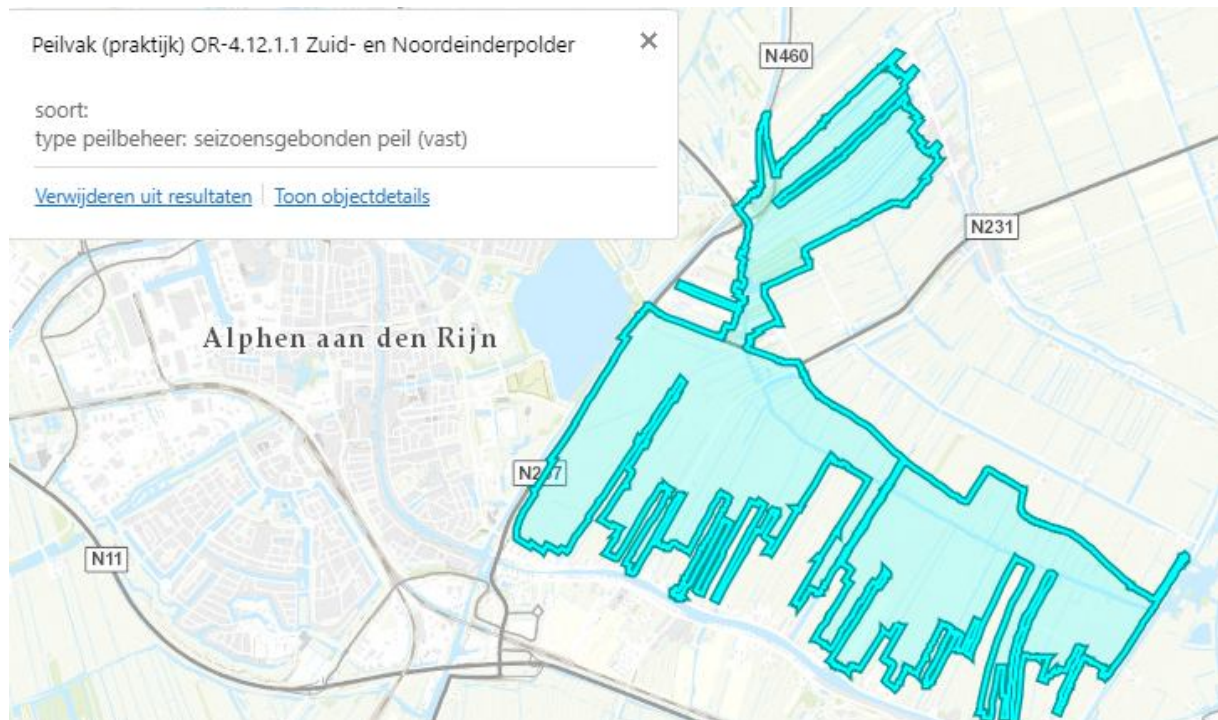 Peilvak (praktijk) OR-4.12.1.1 Zuid- en Noordeinderpolder
×
soort:
type peilbeheer: seizoensgebonden peil (vast)
Verwijderen uit resultaten | Toon objectdetails
N460
N231
Alphen aan den Rijn
N11